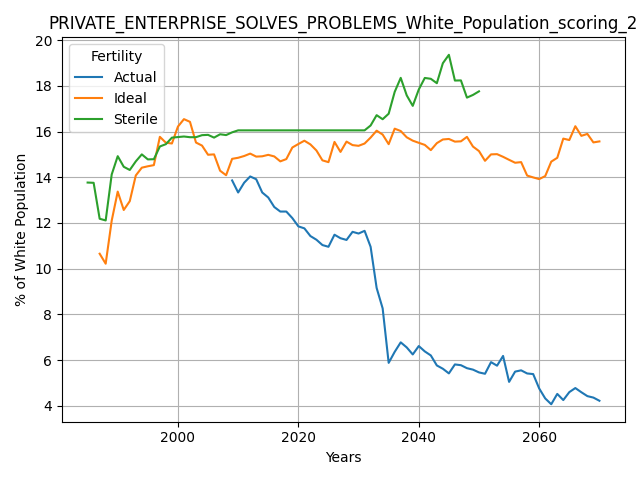 PRIVATE_ENTERPRISE_SOLVES_PROBLEMS_White_Population_scoring_2
Fertility
Actual
Ideal
Sterile
% of White Population
20
18
16
14
12
10
8
6
4
2000 2020 2040 2060
Years